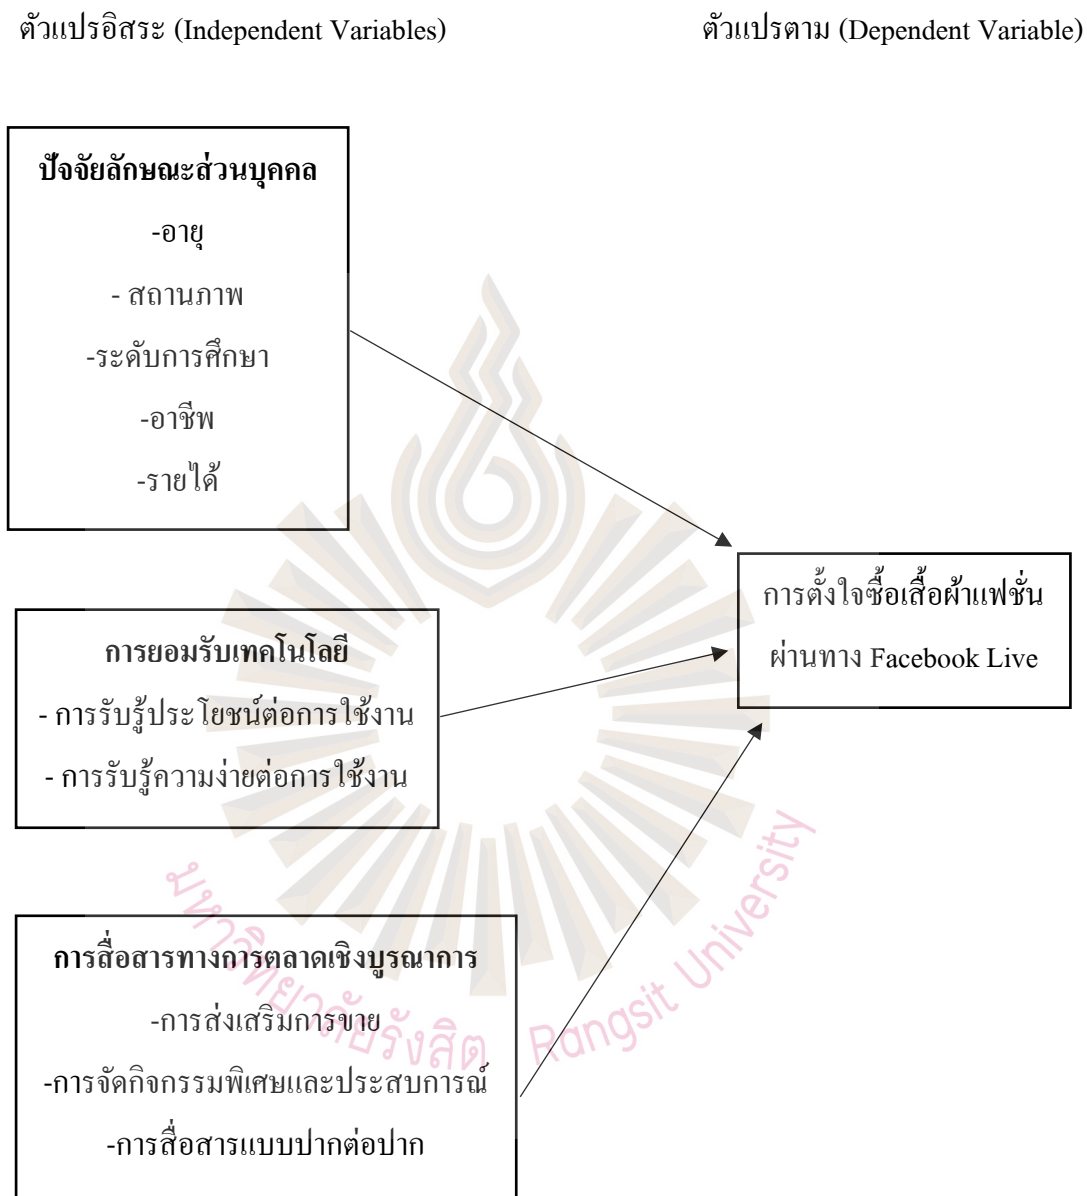 ตัวแปรอิสระ (Independent Variables)
ตัวแปรตาม (Dependent Variable)
ปัจจัยลักษณะส่วนบุคคล
-อายุ
- สถานภาพ
-ระดับการศึกษา
-อาชีพ
-รายได้
การยอมรับเทคโนโลยี
- การรับรู้ประโยชน์ต่อการใช้งาน
- การรับรู้ความง่ายต่อการใช้งาน
การสื่อสารทางการตลาดเชิงบูรณาการ
-การส่งเสริมการขาย
-การจัดกิจกรรมพิเศษและประสบการณ์
-การสื่อสารแบบปากต่อปาก
การตั้งใจซื้อเสื้อผ้าแฟชั่น
ผ่านทาง Facebook Live
มหาวิทยาลัยรังสิต Rangsit University